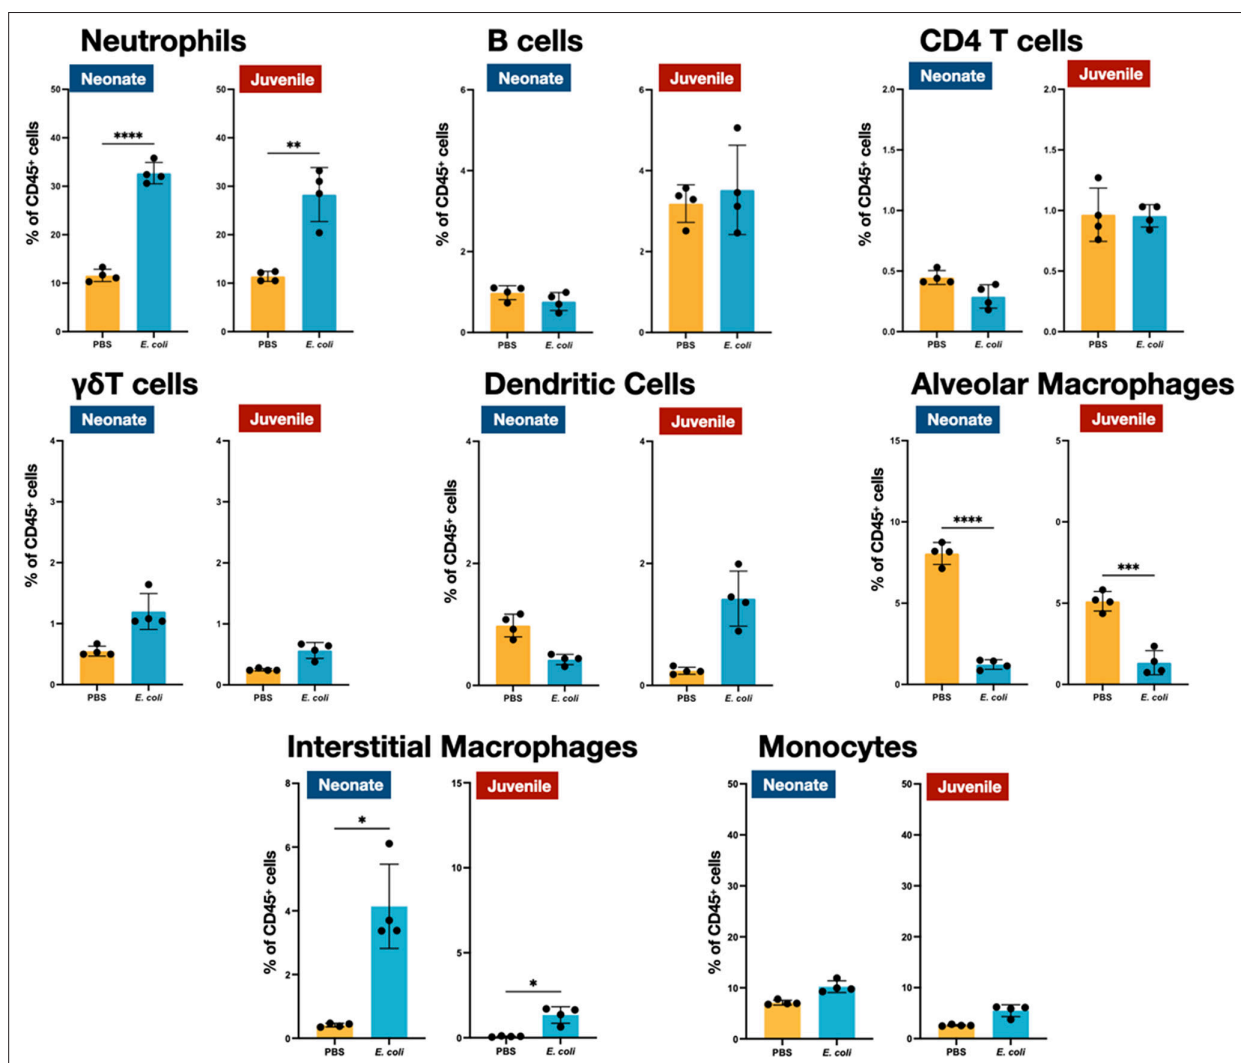 Neutrophils B cells CD4 T cells
Neonate Juvenile Neonate Juvenile Neonate Juvenile
% of CD45+ cells % of CD45+ cells % of CD45+ cells
50 50 6 6 2.0 2.0
40 40 1.5 1.5
**** **
30 30 4 4
1.0 1.0
20 20 2 2
10 10 0.5 0.5
0 0 0 0 0.0 0.0
PBS E. coli PBS E. coli PBS E. coli PBS E. coli PBS E. coli PBS E. coli
γδT cells Dendritic Cells Alveolar Macrophages
Neonate Juvenile Neonate Juvenile Neonate Juvenile
% of CD45+ cells % of CD45+ cells % of CD45+ cells
4 4 4 4 15 5
3 3 10 0
**** ***
2 2 2 2
1 1 5 5
0 0 0 0 0 0
PBS E. coli PBS E. coli PBS E. coli PBS E. coli PBS E. coli PBS E. coli
Interstitial Macrophages Monocytes
Neonate Juvenile Neonate Juvenile
% of CD45+ cells % of CD45+ cells
8 15 50 50
* *
6 10 40 40
4 30 30
5 20 20
2 10 10
0 0 0 0
PBS E. coli PBS E. coli PBS E. coli PBS E. coli